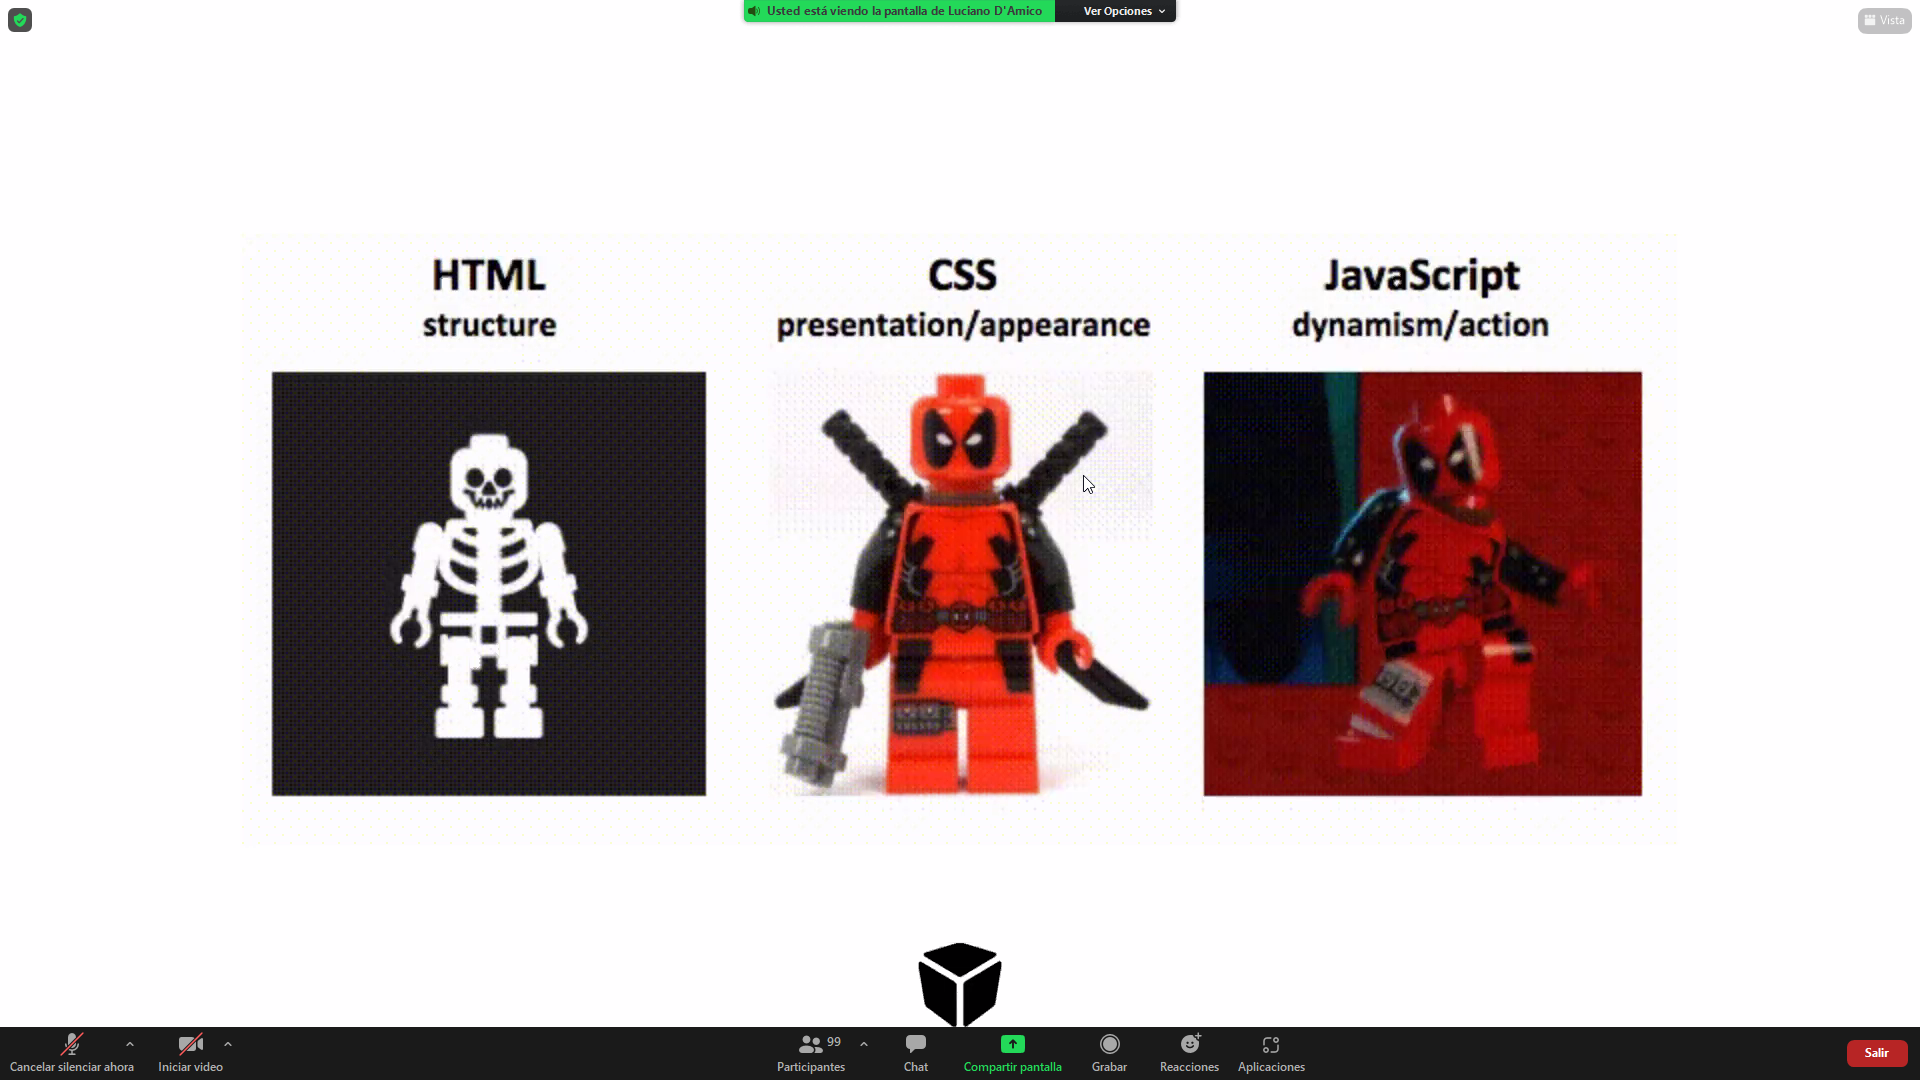 Usted está viendo la pantalla de Luciano D'Amico
Ver Opciones
Vista
HTML
structure
CSS
presentation/appearance
JavaScript
dynamism/action
Cancelar silenciar ahora
Iniciar video
99
Participantes
Chat
Compartir pantalla
Grabar
Reacciones
Aplicaciones
Salir